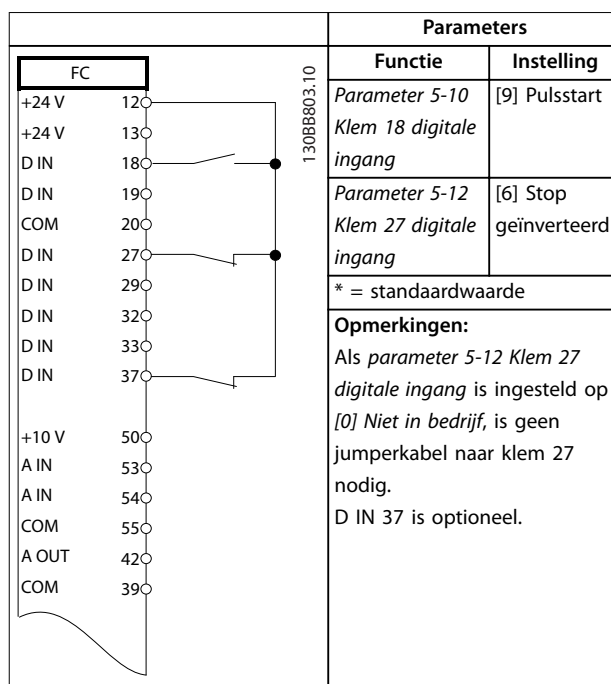 FC
+24 V 12
+24 V 13
D IN 18
D IN 19
COM 20
D IN 27
D IN 29
D IN 32
D IN 33
D IN 37
+10 V 50
A IN 53
A IN 54
COM 55
A OUT 42
COM 39
130BB803.10
Parameters
Functie Instelling
Parameter 5-10 [9] Pulsstart
Klem 18 digitale
ingang
Parameter 5-12 [6] Stop
Klem 27 digitale geïnverteerd
ingang
* = standaardwaarde
Opmerkingen:
Als parameter 5-12 Klem 27
digitale ingang is ingesteld op
[0] Niet in bedrijf, is geen
jumperkabel naar klem 27
nodig.
D IN 37 is optioneel.